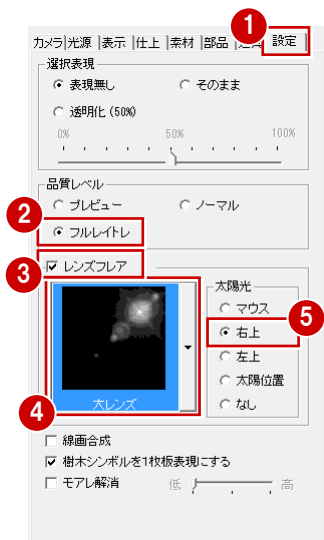 1
カメラ 光源 表示 仕上 素材 部品 設定
選択表現
表現無し そのまま
透明化 (50%)
0% 50% 100%
品質レベル
プレビュー ノーマル
2
フルレイトレ
3
レンズフレア
太陽光
マウス
5
右上
左上
太陽位置
なし
4
大レンズ
線画合成
樹木シンボルを1枚板表現にする
モアレ解消 低 高